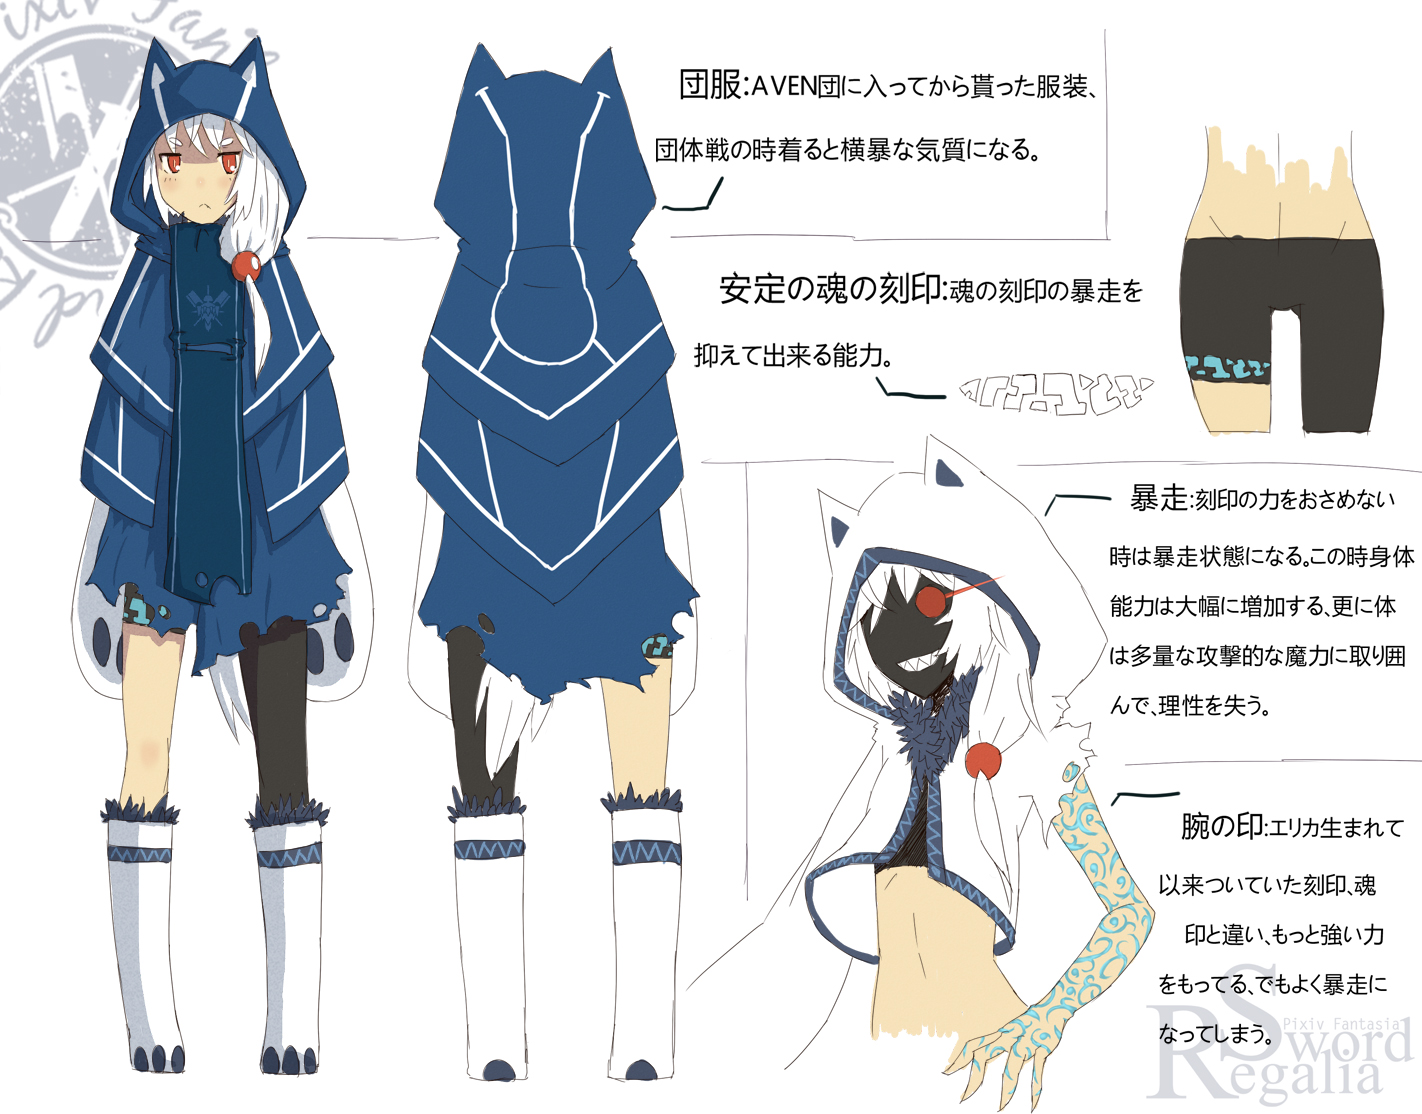 団服:AVEN団に入ってから貰った服装、
団体戦の時着ると横暴な気質になる。
安定の魂の刻印:魂の刻印の暴走を
抑えて出来る能力。
暴走:刻印の力をおさめない
時は暴走状態になる。この時身体
能力は大幅に増加する、更に体
は多量な攻撃的な魔力に取り囲
んで、理性を失う。
腕の印:エリカ生まれて
以来ついていた刻印、魂
印と違い、もっと強い力
をもってる、でもよく暴走に
なってしまう。
Pixiv Fantasia
Sword
Regalia